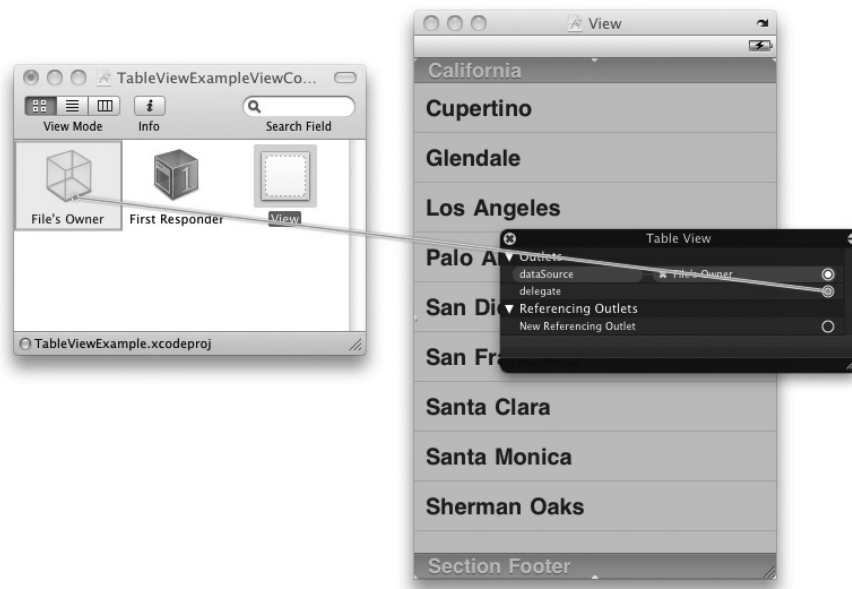 TableViewExampleViewCo...
View Mode
Info
Search Field
File's Owner
First Responder
View
TableViewExample.xcodeproj
View
California
Cupertino
Glendale
Los Angeles
Palo A
San Di
San Fra
Santa Clara
Santa Monica
Sherman Oaks
Section Footer
Table View
Outlets
dataSource
File's Owner
delegate
Referencing Outlets
New Referencing Outlet